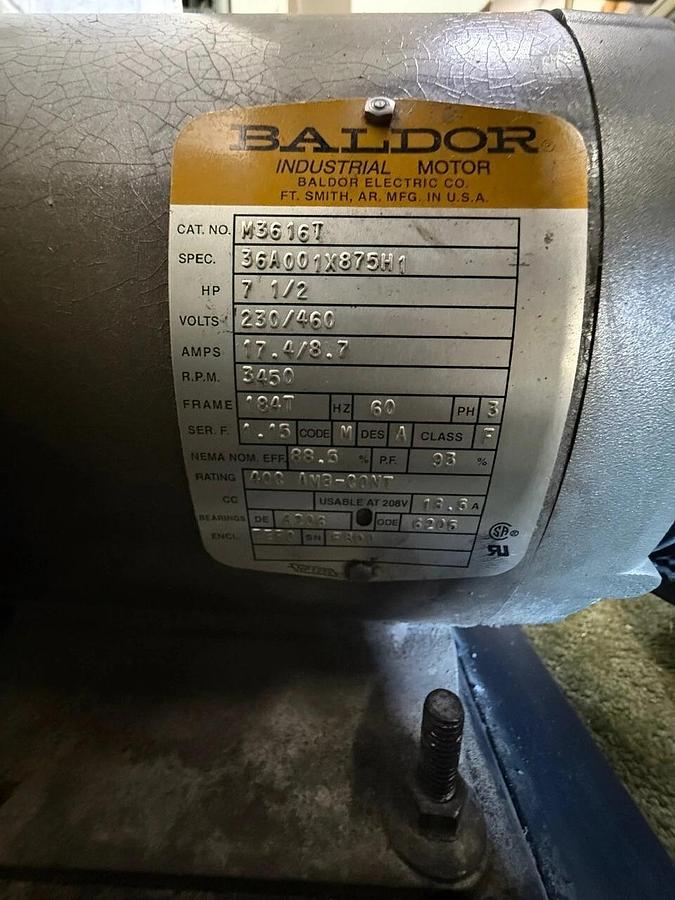 BALDOR®
INDUSTRIAL MOTOR
BALDOR ELECTRIC CO.
FT. SMITH, AR. MFG. IN U.S.A.
CAT. NO. M3616T
SPEC. 36A001X875H1
HP 7 1/2
VOLTS 230/460
AMPS 17.4/8.7
R.P.M. 3450
FRAME 184T HZ 60 PH 3
SER. F. 1.15 CODE M DES A CLASS F
NEMA NOM. EFF. 88.5 % P.F. 93 %
RATING 40C AMB-CONT
CC USABLE AT 208V A
BEARINGS DE 6206 ODE 6205
ENCL. SN